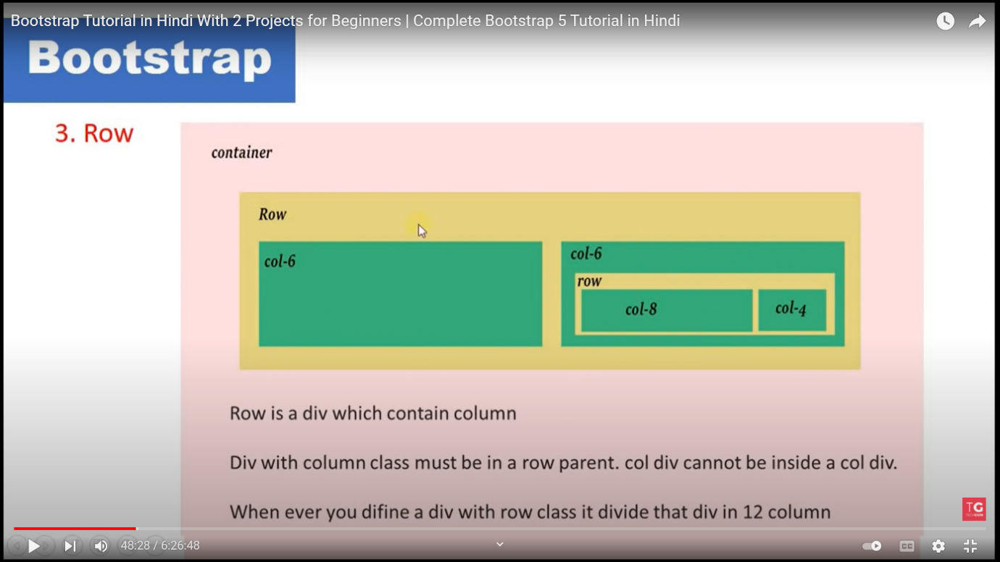 Bootstrap Tutorial in Hindi With 2 Projects for Beginners | Complete Bootstrap 5 Tutorial in Hindi
Bootstrap
3. Row
container
Row
col-6
col-6
row
col-8
col-4
Row is a div which contain column
Div with column class must be in a row parent. col div cannot be inside a col div.
When ever you difine a div with row class it divide that div in 12 column
TG
TECHGUN
48:28 / 6:26:48
CC